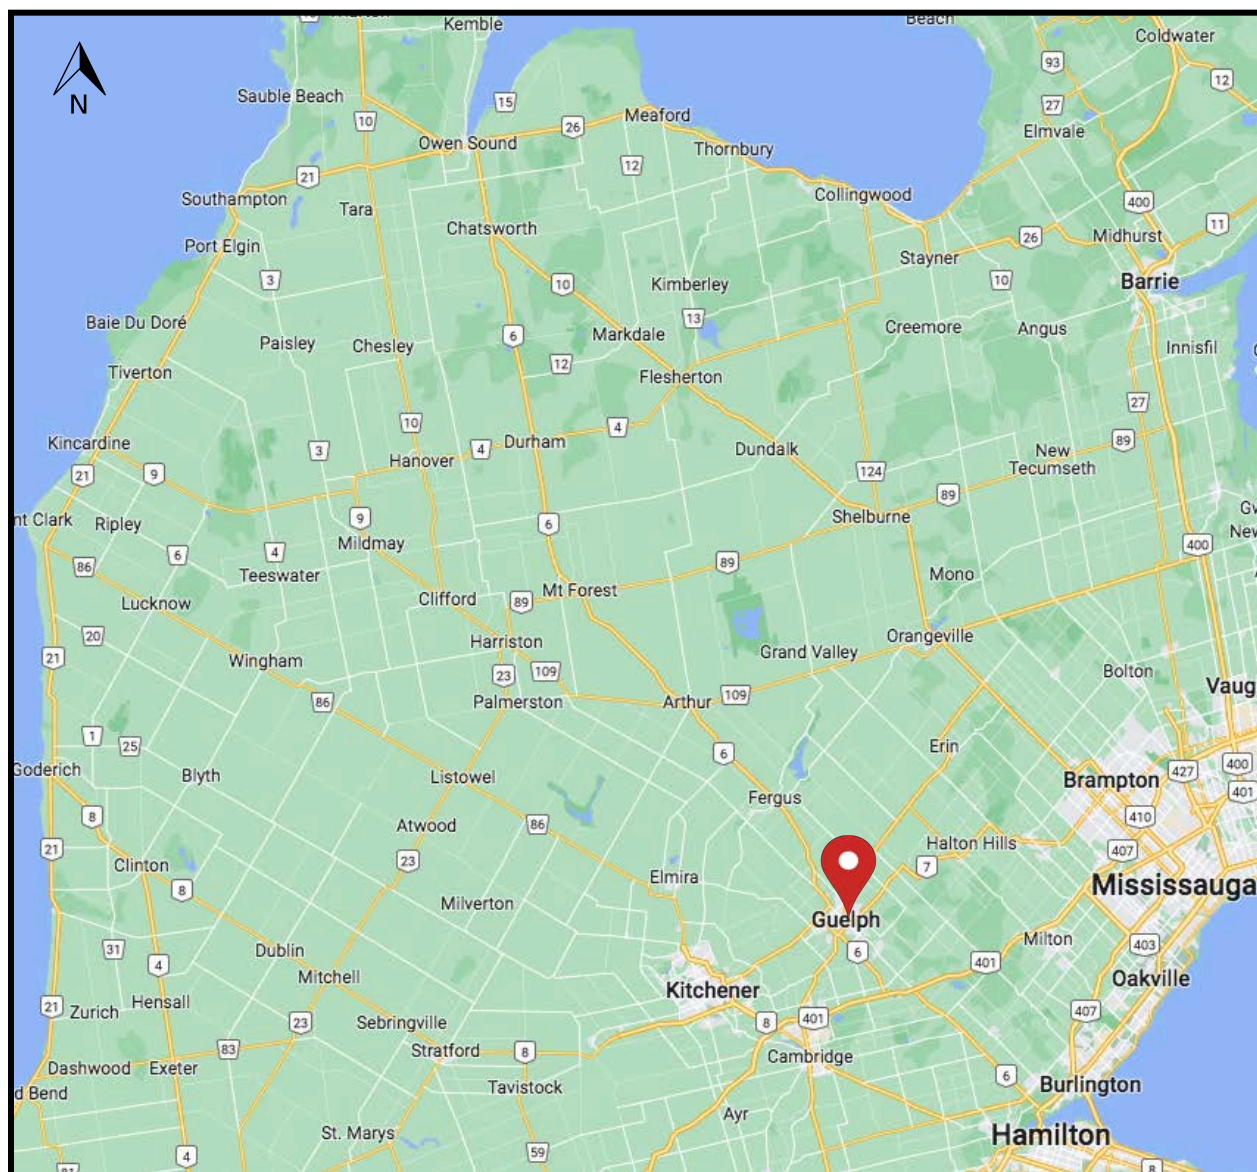 Kemble
Beach
Coldwater
93
12
Sauble Beach
15
27
Meaford
10
26
Elmvale
Owen Sound
Thornbury
12
21
Southampton
Collingwood
400
Tara
11
Chatsworth
26
Midhurst
Port Elgin
Stayner
3
10
Kimberley
10
Barrie
13
Baie Du Doré
Markdale
Creemore
Angus
6
Paisley
Chesley
Innisfil
12
Tiverton
Flesherton
27
10
4
Kincardine
Durham
89
3
4
Dundalk
New
Tecumseth
Hanover
21
9
124
89
nt Clark
Ripley
9
Shelburne
6
Mildmay
400
6
4
86
Teeswater
89
Mono
Mt Forest
Clifford
89
Lucknow
20
Harriston
Orangeville
21
Wingham
Grand Valley
23
109
Bolton
86
Palmerston
Arthur
109
Vaug
1
25
6
Erin
Goderich
Blyth
Listowel
Brampton
427
400
401
Fergus
8
Atwood
86
410
21
Halton Hills
407
Clinton
23
7
8
Elmira
Mississauga
Milverton
Guelph
31
Dublin
6
Milton
403
4
401
Mitchell
Oakville
Kitchener
21
Zurich
Hensall
407
23
Sebringville
8
401
83
Stratford
8
Cambridge
Dashwood
Exeter
6
Tavistock
Burlington
d Bend
Ayr
St. Marys
Hamilton
4
59
81
8
N